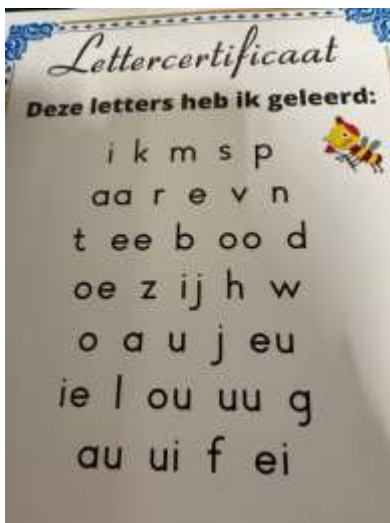 Lettercertificaat
Deze letters heb ik geleerd:
i k m s p
aa r e v n
t ee b oo d
oe z ij h w
o a u j eu
ie l ou uu g
au ui f ei